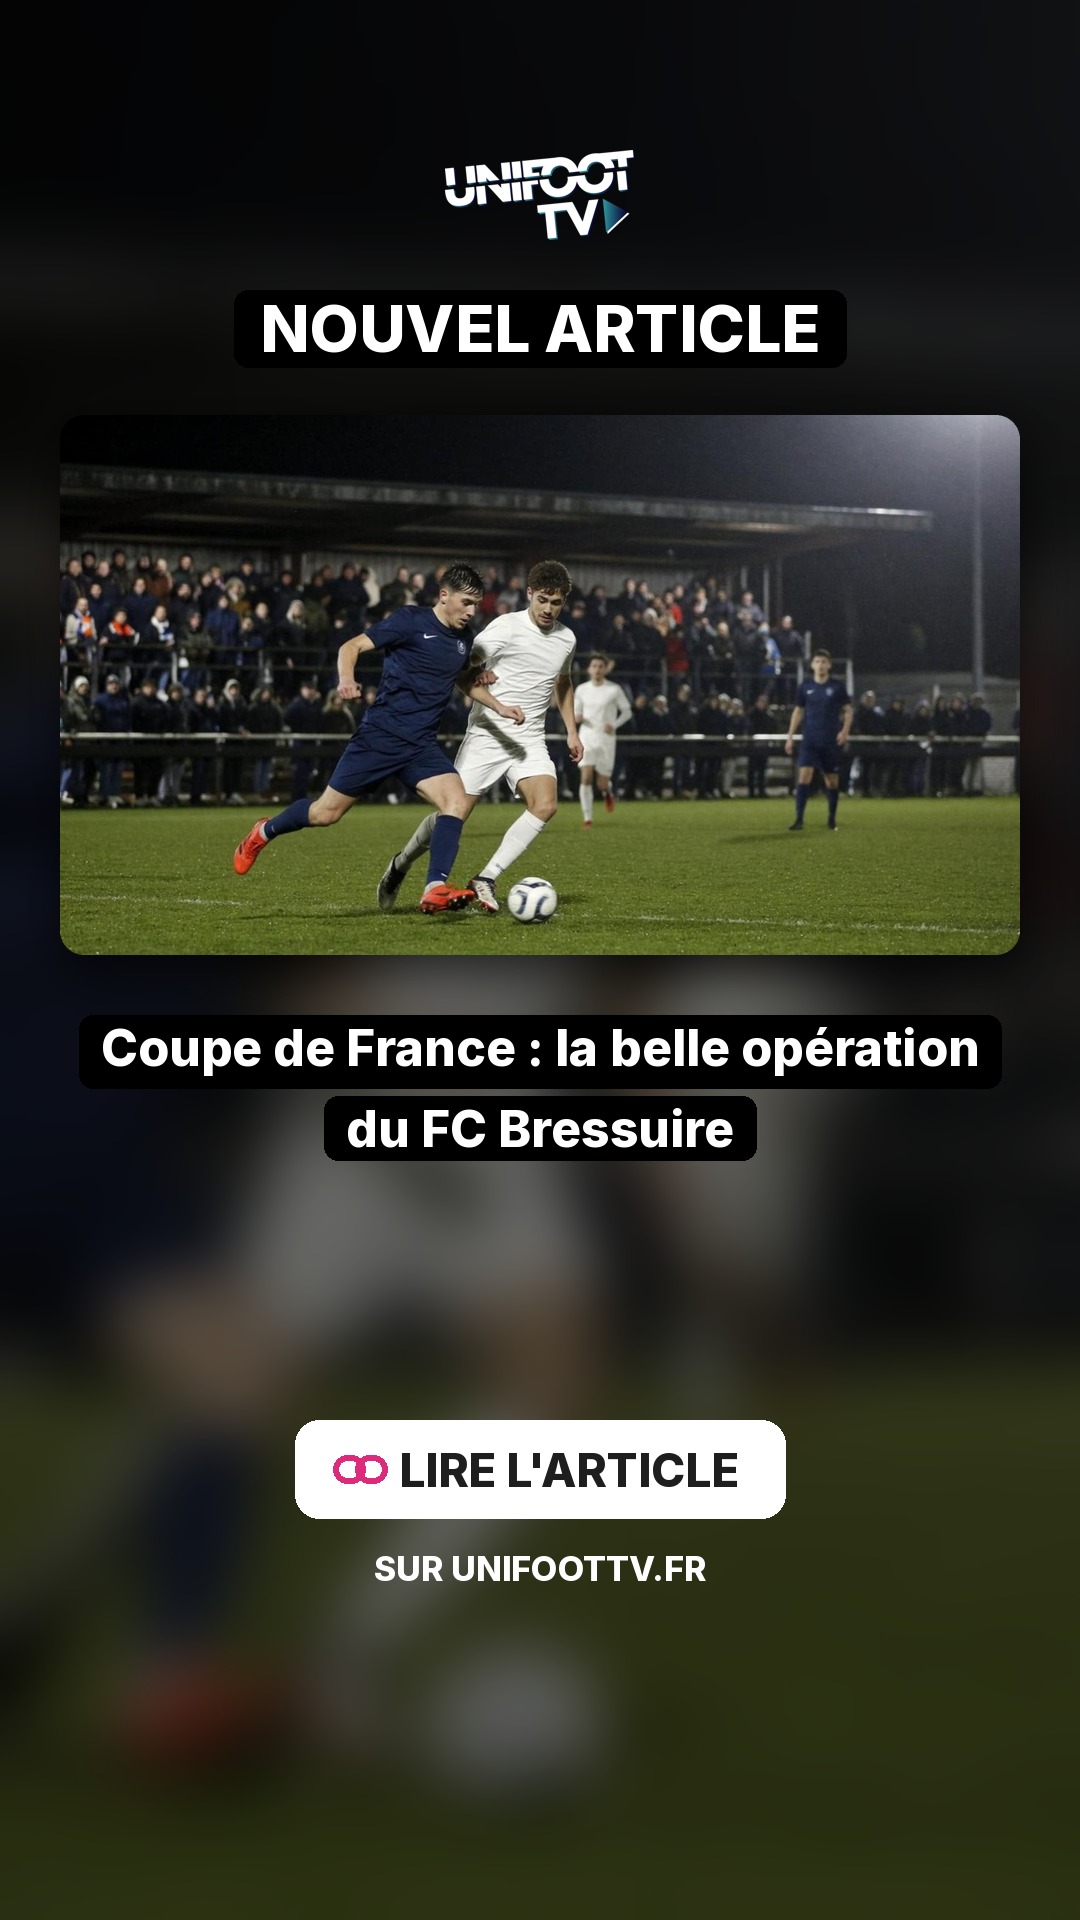 UNIFOOT
TV
NOUVEL ARTICLE
Coupe de France : la belle opération
du FC Bressuire
LIRE L'ARTICLE
SUR UNIFOOTTV.FR